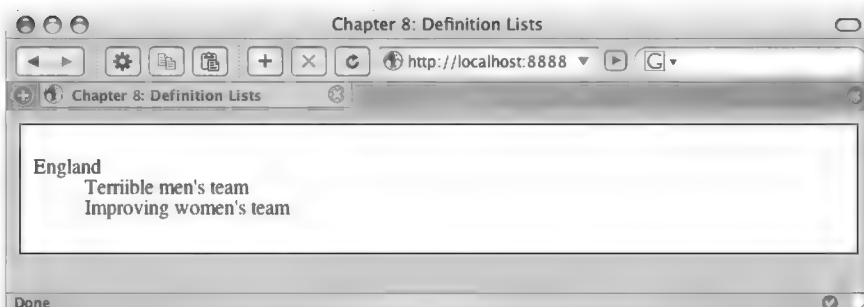 Chapter 8: Definition Lists
http://localhost:8888
G
Chapter 8: Definition Lists
England
Terriible men's team
Improving women's team
Done